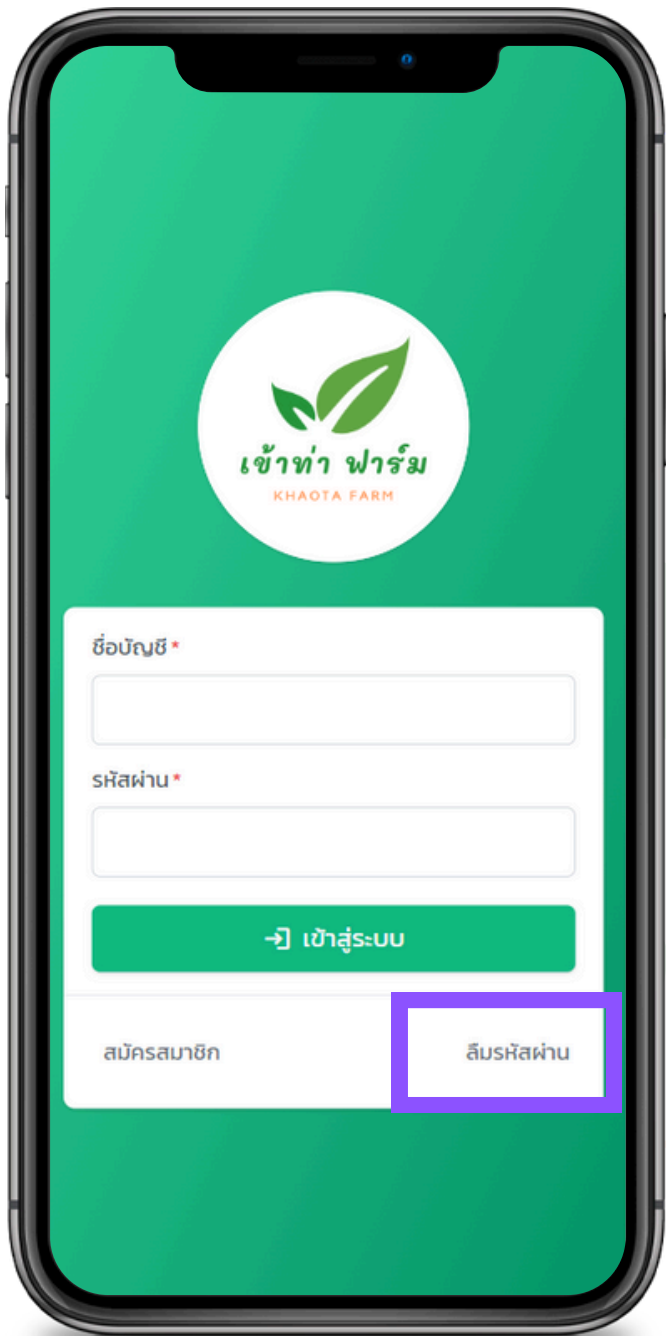 เข้าท่า ฟาร์ม
KHAOTA FARM
ชื่อบัญชี *
รหัสผ่าน *
เข้าสู่ระบบ
สมัครสมาชิก ลืมรหัสผ่าน